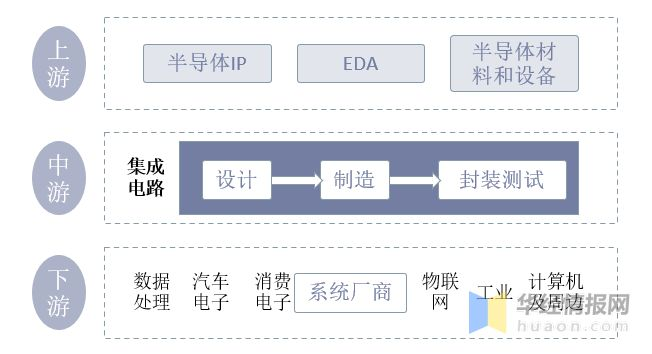 上游
半导体IP
EDA
半导体材
料和设备
中游
集成
电路
设计
制造
封装测试
下游
数据
处理
汽车
电子
消费
电子
系统厂商
物联
网
工业
计算机
及周边
华经情报网
huaon.com